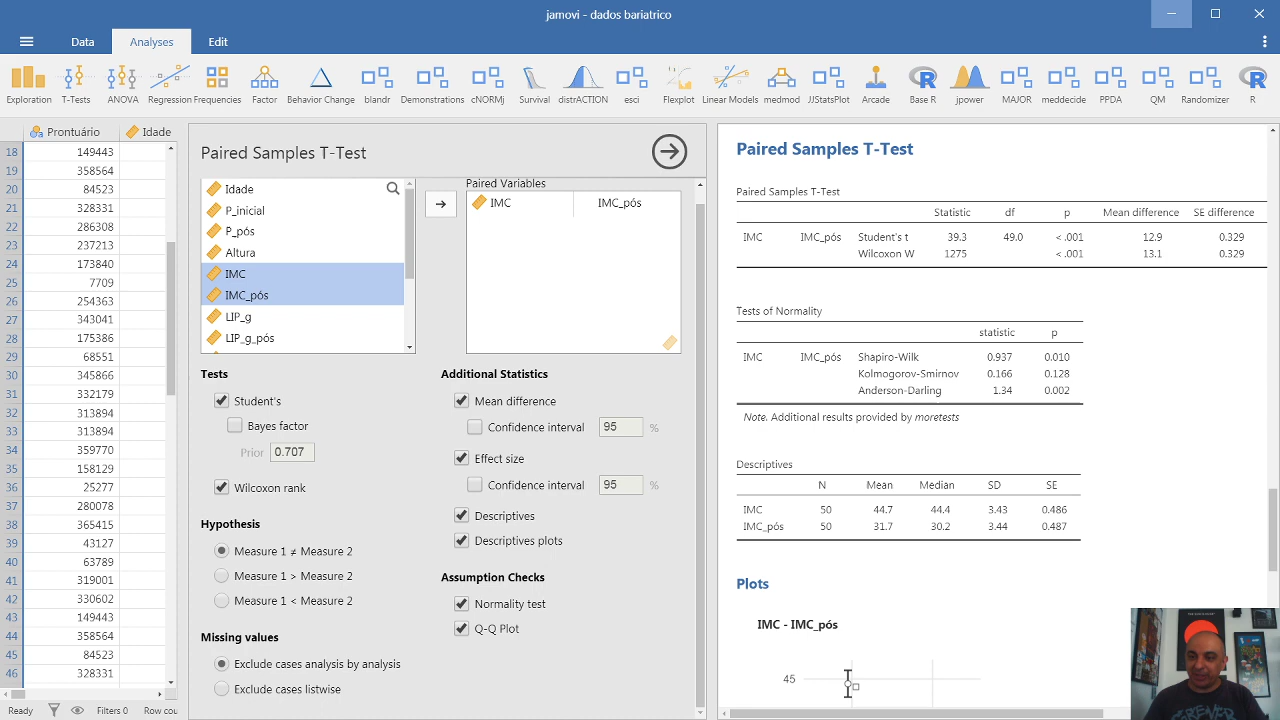 jamovi - dados bariatrico
Data Analyses Edit
Exploration T-Tests ANOVA Regression Frequencies Factor Behavior Change blandr Demonstrations cNORMj Survival distrACTION esci Flexplot Linear Models medmod JJStatsPlot Arcade Base R jpower MAJOR meddecide PPDA QM Randomizer R
Prontuário Idade
18 149443
19 358564
20 84523
21 328331
22 286308
23 237213
24 173840
25 7709
26 254363
27 343041
28 175386
29 68551
30 345866
31 332179
32 313894
33 313894
34 359770
35 158129
36 25277
37 280078
38 365415
39 43127
40 63789
41 319001
42 330602
43 149443
44 358564
45 84523
46 328331
Ready Filters 0 Row cou
Paired Samples T-Test
Idade
P_inicial
P_pós
Altura
IMC
IMC_pós
LIP_g
LIP_g_pós
Paired Variables
IMC IMC_pós
Tests
Student's
Bayes factor
Prior 0.707
Wilcoxon rank
Hypothesis
Measure 1 ≠ Measure 2
Measure 1 > Measure 2
Measure 1 < Measure 2
Missing values
Exclude cases analysis by analysis
Exclude cases listwise
Additional Statistics
Mean difference
Confidence interval 95 %
Effect size
Confidence interval 95 %
Descriptives
Descriptives plots
Assumption Checks
Normality test
Q-Q Plot
Paired Samples T-Test
Paired Samples T-Test
Statistic df p Mean difference SE difference
IMC IMC_pós Student's t 39.3 49.0 < .001 12.9 0.329
Wilcoxon W 1275 < .001 13.1 0.329
Tests of Normality
statistic p
IMC IMC_pós Shapiro-Wilk 0.937 0.010
Kolmogorov-Smirnov 0.166 0.128
Anderson-Darling 1.34 0.002
Note. Additional results provided by moretests
Descriptives
N Mean Median SD SE
IMC 50 44.7 44.4 3.43 0.486
IMC_pós 50 31.7 30.2 3.44 0.487
Plots
IMC - IMC_pós
45